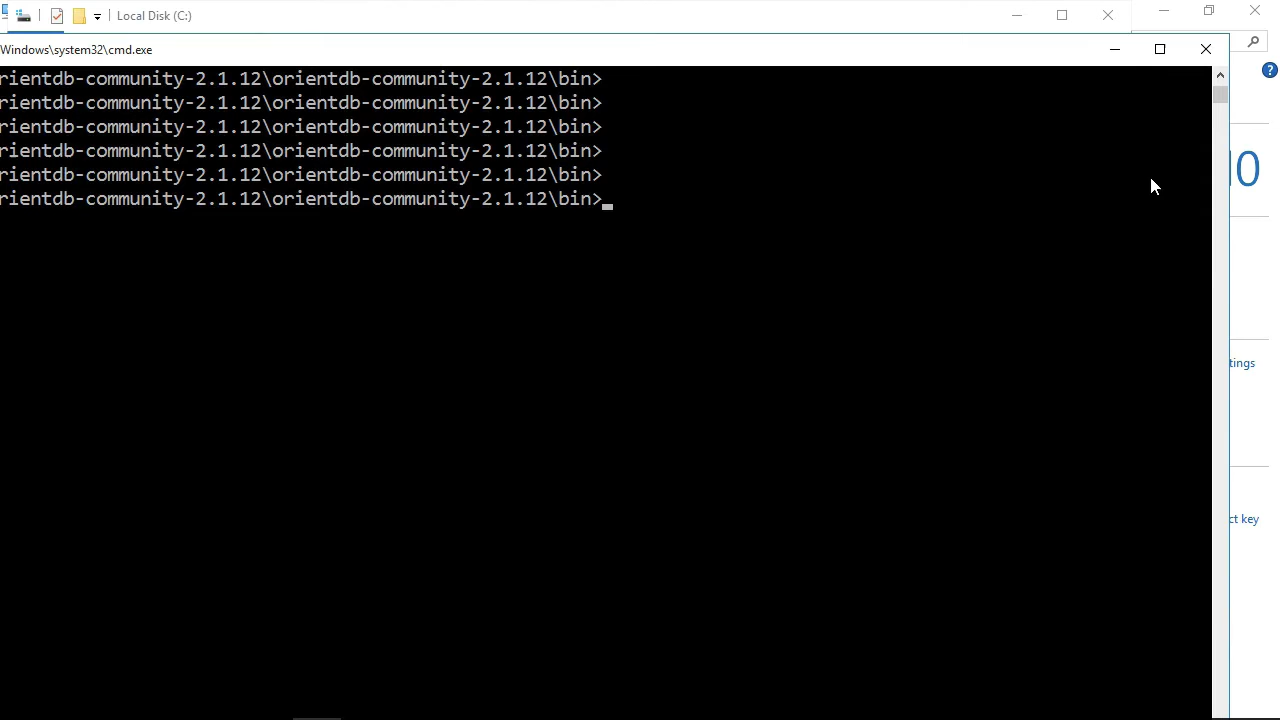 Local Disk (C:)
Windows\system32\cmd.exe
?
rientdb-community-2.1.12\orientdb-community-2.1.12\bin>
rientdb-community-2.1.12\orientdb-community-2.1.12\bin>
rientdb-community-2.1.12\orientdb-community-2.1.12\bin>
rientdb-community-2.1.12\orientdb-community-2.1.12\bin>
rientdb-community-2.1.12\orientdb-community-2.1.12\bin>
rientdb-community-2.1.12\orientdb-community-2.1.12\bin>
10
tings
ct key